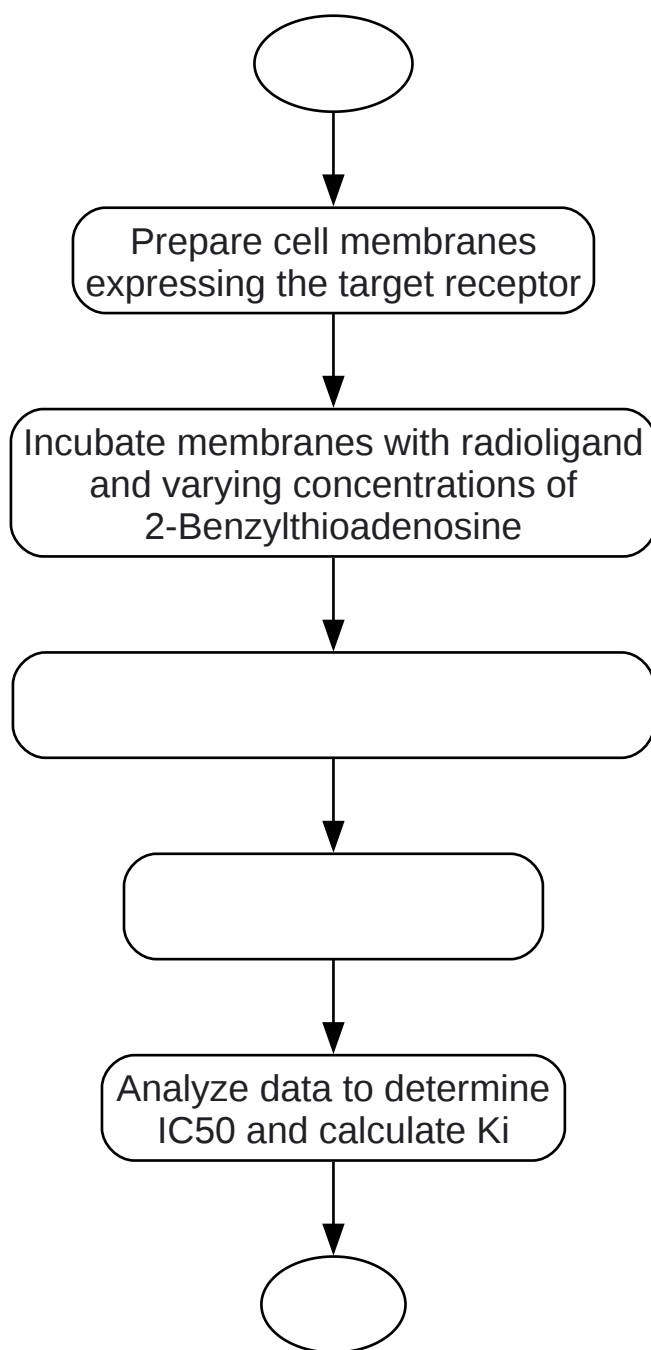 Prepare cell membranes
expressing the target receptor
Incubate membranes with radioligand
and varying concentrations of
2-Benzylthioadenosine
Analyze data to determine
IC50 and calculate Ki